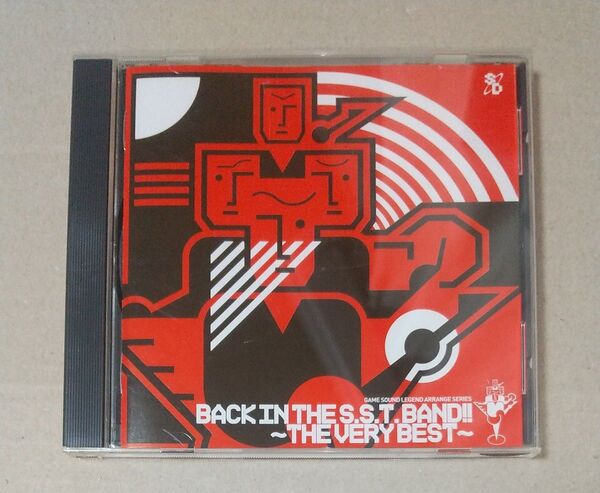 S
D
GAME SOUND LEGEND ARRANGE SERIES
BACK IN THE S.S.T. BAND!!
~THE VERY BEST~